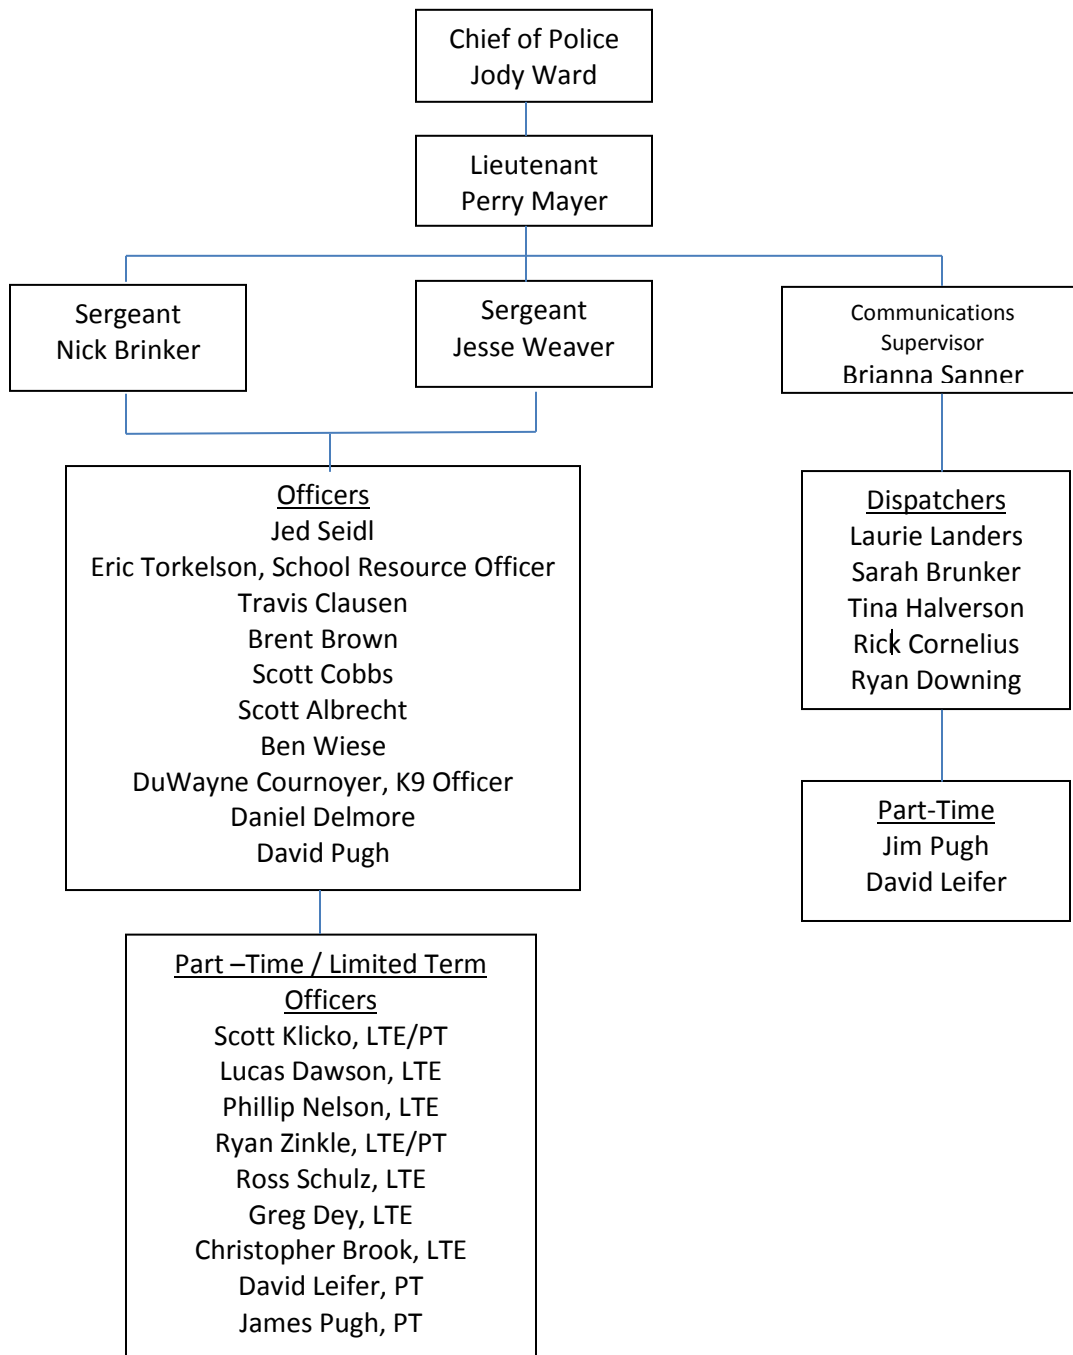 Chief of Police
Jody Ward
Lieutenant
Perry Mayer
Sergeant
Nick Brinker
Sergeant
Jesse Weaver
Communications
Supervisor
Brianna Sanner
Officers
Jed Seidl
Eric Torkelson, School Resource Officer
Travis Clausen
Brent Brown
Scott Cobbs
Scott Albrecht
Ben Wiese
DuWayne Cournoyer, K9 Officer
Daniel Delmore
David Pugh
Dispatchers
Laurie Landers
Sarah Brunker
Tina Halverson
Rick Cornelius
Ryan Downing
Part-Time
Jim Pugh
David Leifer
Part –Time / Limited Term
Officers
Scott Klicko, LTE/PT
Lucas Dawson, LTE
Phillip Nelson, LTE
Ryan Zinkle, LTE/PT
Ross Schulz, LTE
Greg Dey, LTE
Christopher Brook, LTE
David Leifer, PT
James Pugh, PT